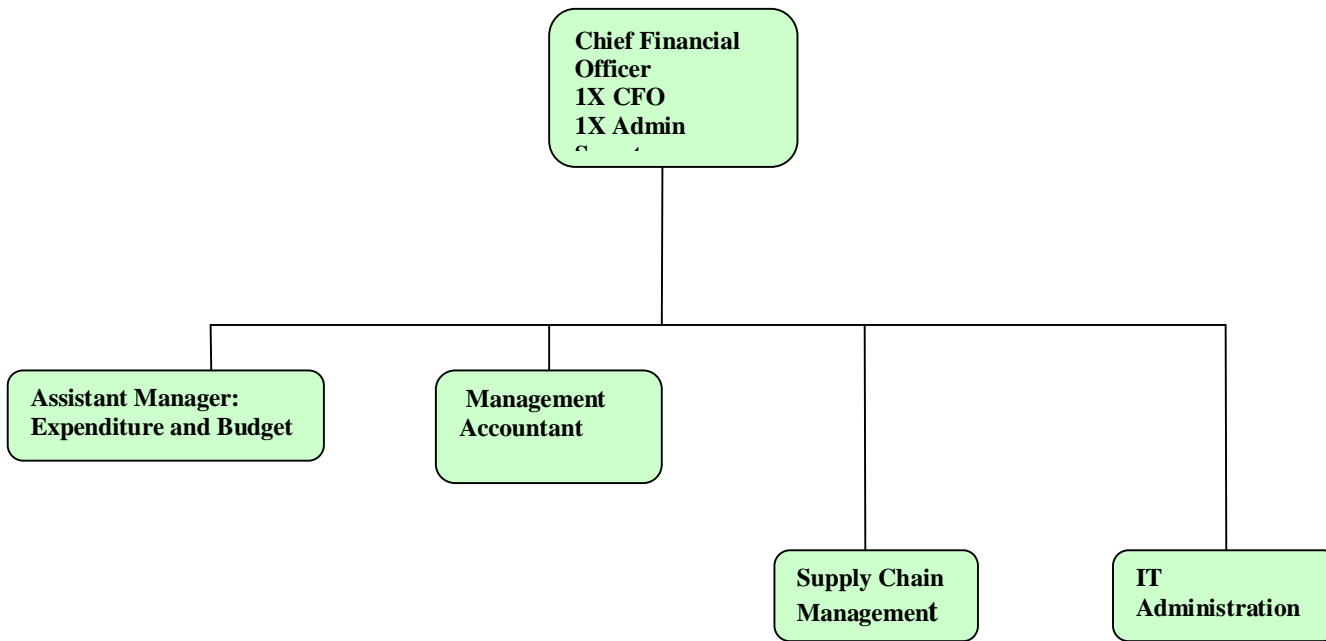 Chief Financial
Officer
1X CFO
1X Admin
Assistant Manager:
Expenditure and Budget
Management
Accountant
Supply Chain
Management
IT
Administration